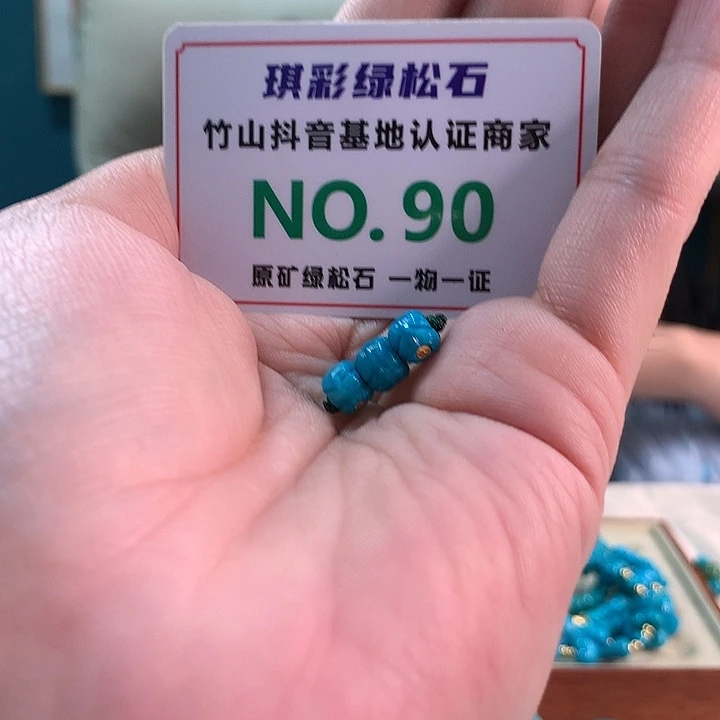 琪彩绿松石
竹山抖音基地认证商家
NO. 90
原矿绿松石 一物一证